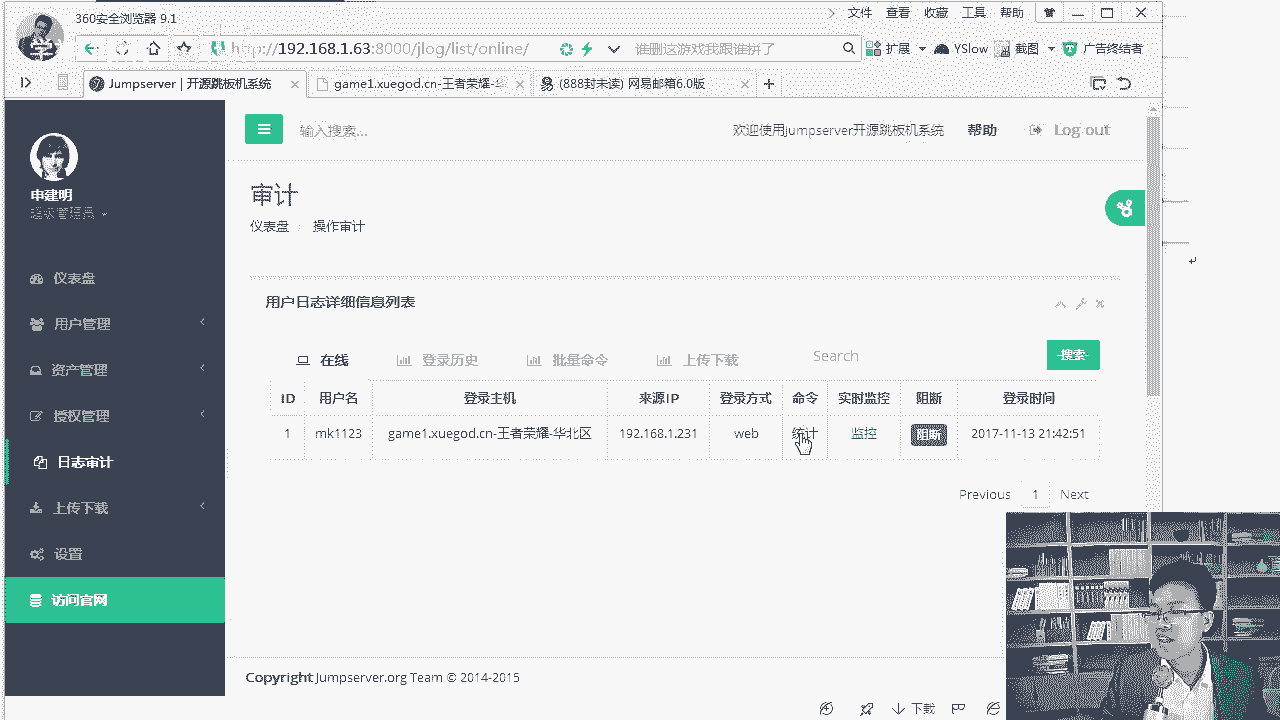 360安全浏览器 9.1
文件 查看 收藏 工具 帮助
http://192.168.1.63:8000/jlog/list/online/
谁删这游戏我跟谁拼了
扩展
YSlow
截图
广告终结者
Jumpserver | 开源跳板机系统
game1.xuegod.cn-王者荣耀-华
(888封未读) 网易邮箱6.0版
输入搜索...
欢迎使用Jumpserver开源跳板机系统
帮助
Log out
申建明
超级管理员
仪表盘
用户管理
资产管理
授权管理
日志审计
上传下载
设置
访问官网
审计
仪表盘 / 操作审计
用户日志详细信息列表
在线
登录历史
批量命令
上传下载
Search
搜索
ID 用户名 登录主机 来源IP 登录方式 命令 实时监控 阻断 登录时间
1 mk1123 game1.xuegod.cn-王者荣耀-华北区 192.168.1.231 web 统计 监控 阻断 2017-11-13 21:42:51
Previous 1 Next
Copyright Jumpserver.org Team © 2014-2015
下载